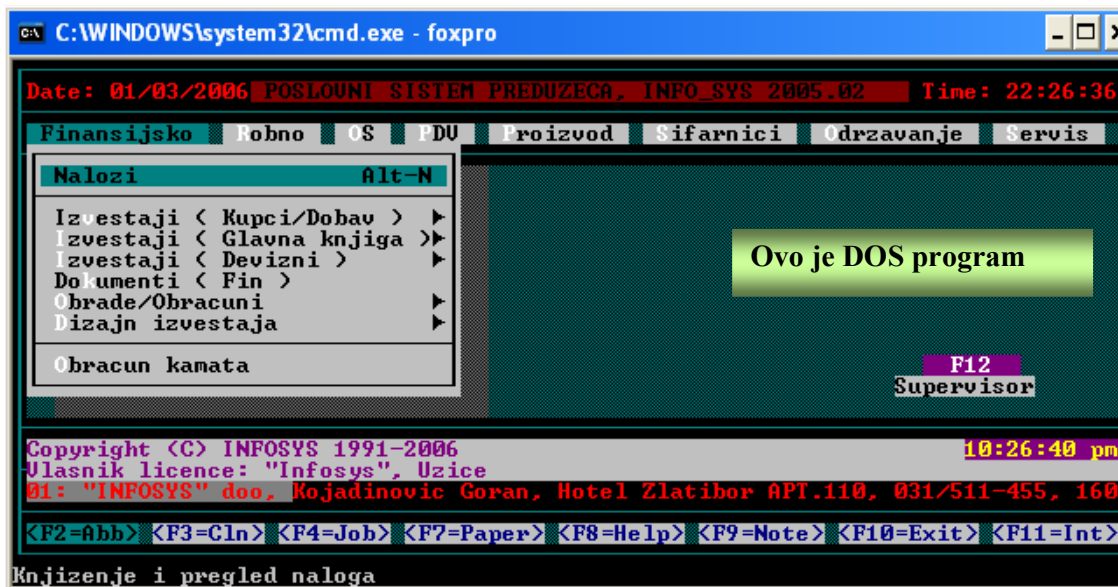 C:\WINDOWS\system32\cmd.exe - foxpro
Date: 01/03/2006 POSLOVNI SISTEM PREDUZECA, INFO_SYS 2005.02 Time: 22:26:36
Finansijsko Robno OS PDV Proizvod Sifarnici Odrzavanje Servis
Nalozi Alt-N
Izvestaji ( Kupci/Dobav )
Izvestaji ( Glavna knjiga )
Izvestaji ( Devizni )
Dokumenti ( Fin )
Obrade/Obracuni
Dizajn izvestaja
Obracun kamata
Ovo je DOS program
F12
Supervisor
Copyright (C) INFOSYS 1991-2006 10:26:40 pm
Vlasnik licence: "Infosys", Uzice
01: "INFOSYS" doo, Kojadinovic Goran, Hotel Zlatibor APT.110, 031/511-455, 160
<F2=Abb> <F3=Cln> <F4=Job> <F7=Paper> <F8=Help> <F9=Note> <F10=Exit> <F11=Int>
Knjizenje i pregled naloga